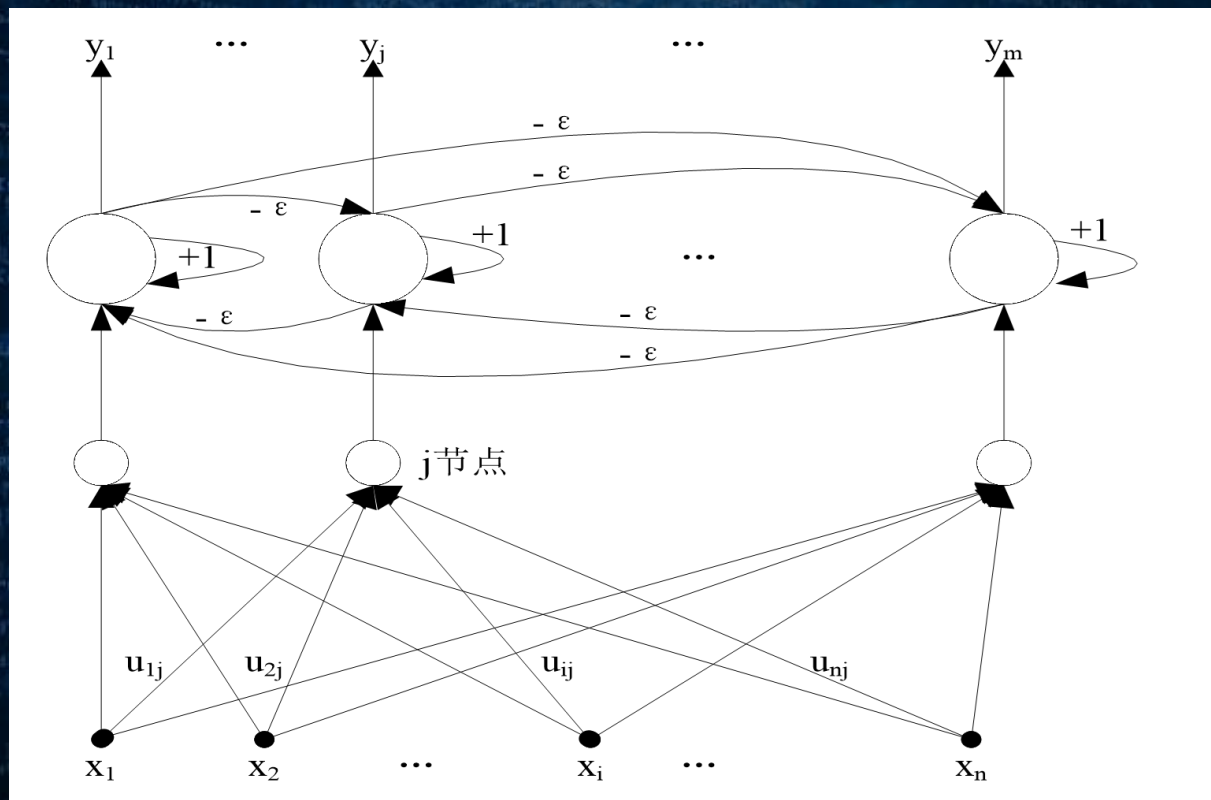 y₁ ... yⱼ ... yₘ
- ε
- ε
- ε
+1 +1 ... +1
- ε - ε
- ε
j节点
u₁ⱼ u₂ⱼ uᵢⱼ uₙⱼ
x₁ x₂ ... xᵢ ... xₙ